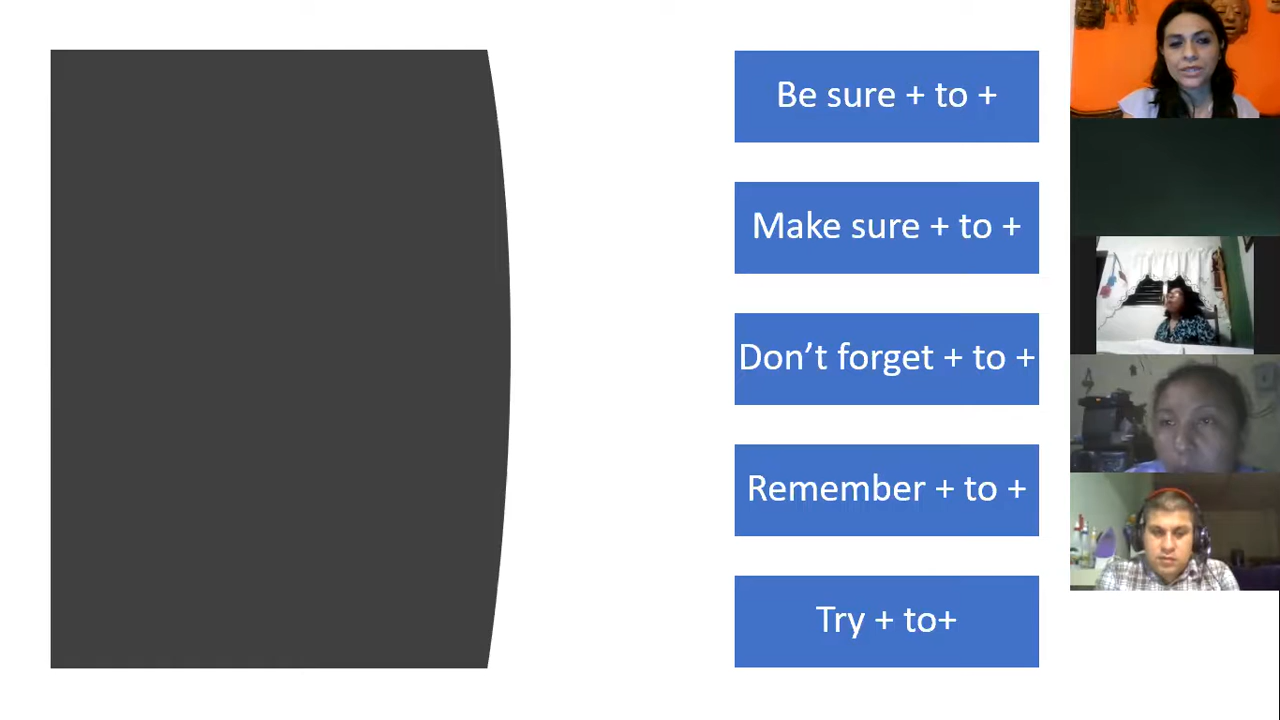 Be sure + to +
Make sure + to +
Don’t forget + to +
Remember + to +
Try + to+